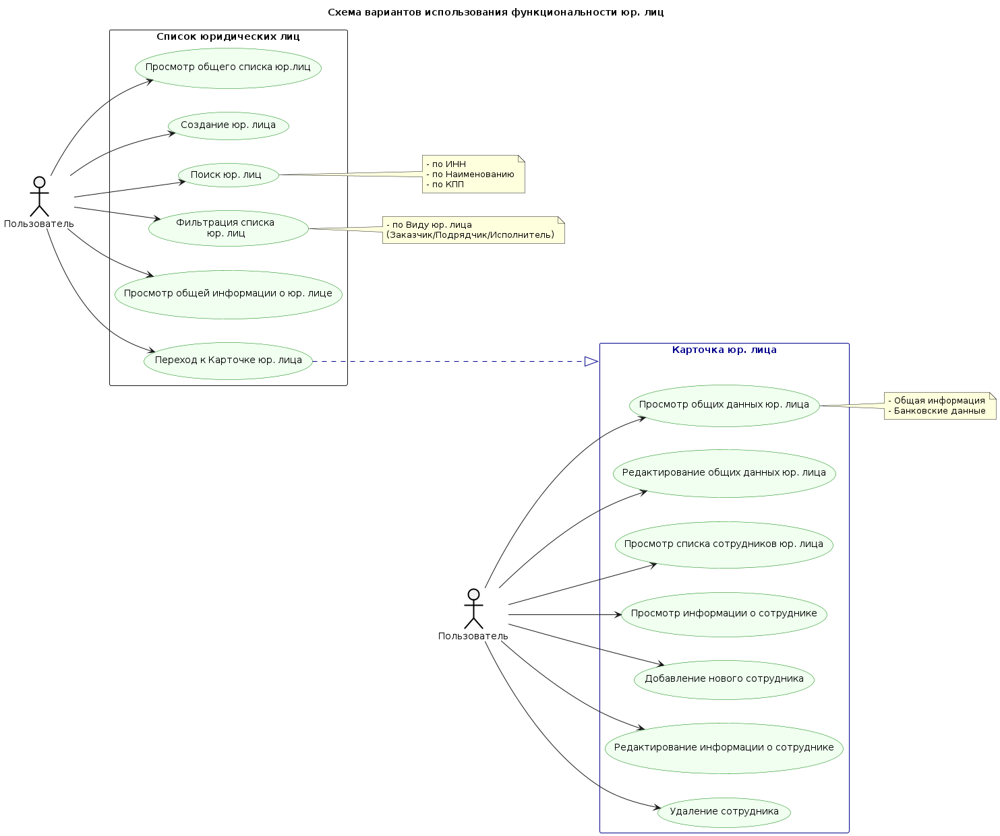 Схема вариантов использования функциональности юр. лиц
Список юридических лиц
Просмотр общего списка юр.лиц
Создание юр. лица
Поиск юр. лиц
- по ИНН
- по Наименованию
- по КПП
Пользователь
Фильтрация списка
юр. лиц
- по Виду юр. лица
(Заказчик/Подрядчик/Исполнитель)
Просмотр общей информации о юр. лице
Переход к Карточке юр. лица
Карточка юр. лица
Просмотр общих данных юр. лица
- Общая информация
- Банковские данные
Редактирование общих данных юр. лица
Просмотр списка сотрудников юр. лица
Просмотр информации о сотруднике
Пользователь
Добавление нового сотрудника
Редактирование информации о сотруднике
Удаление сотрудника